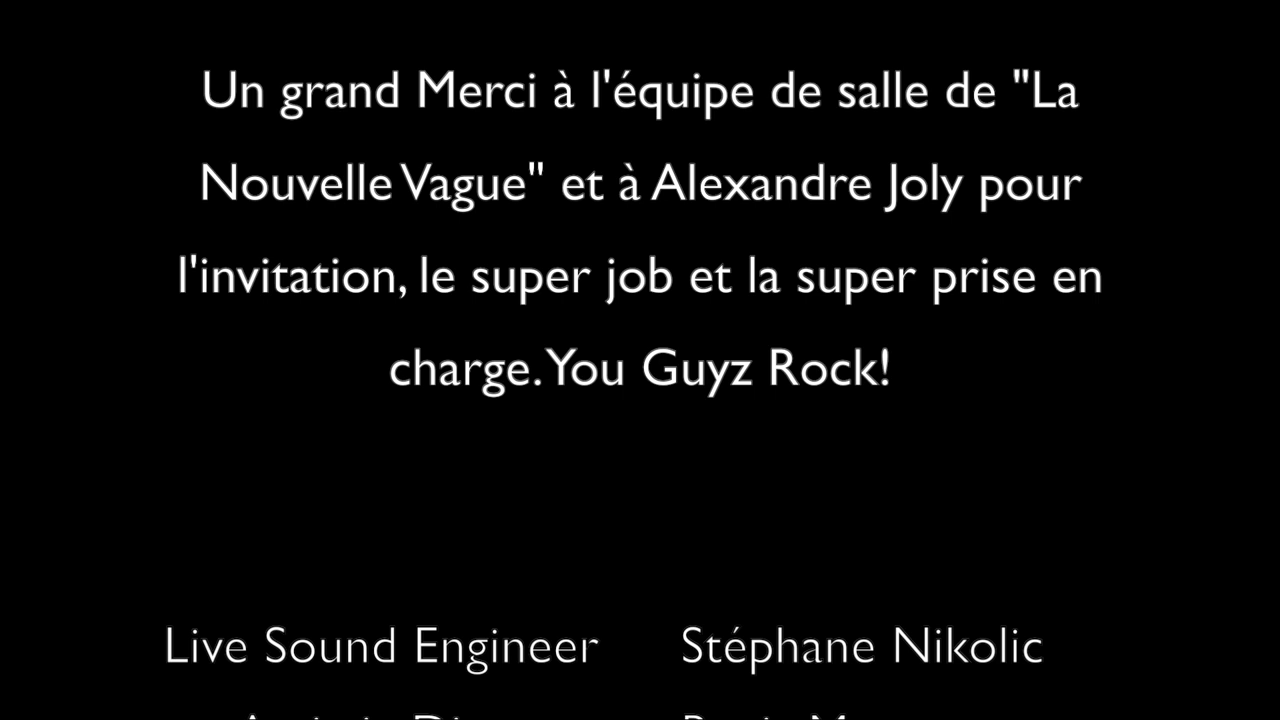 Un grand Merci à l'équipe de salle de "La
Nouvelle Vague" et à Alexandre Joly pour
l'invitation, le super job et la super prise en
charge. You Guyz Rock!
Live Sound Engineer Stéphane Nikolic